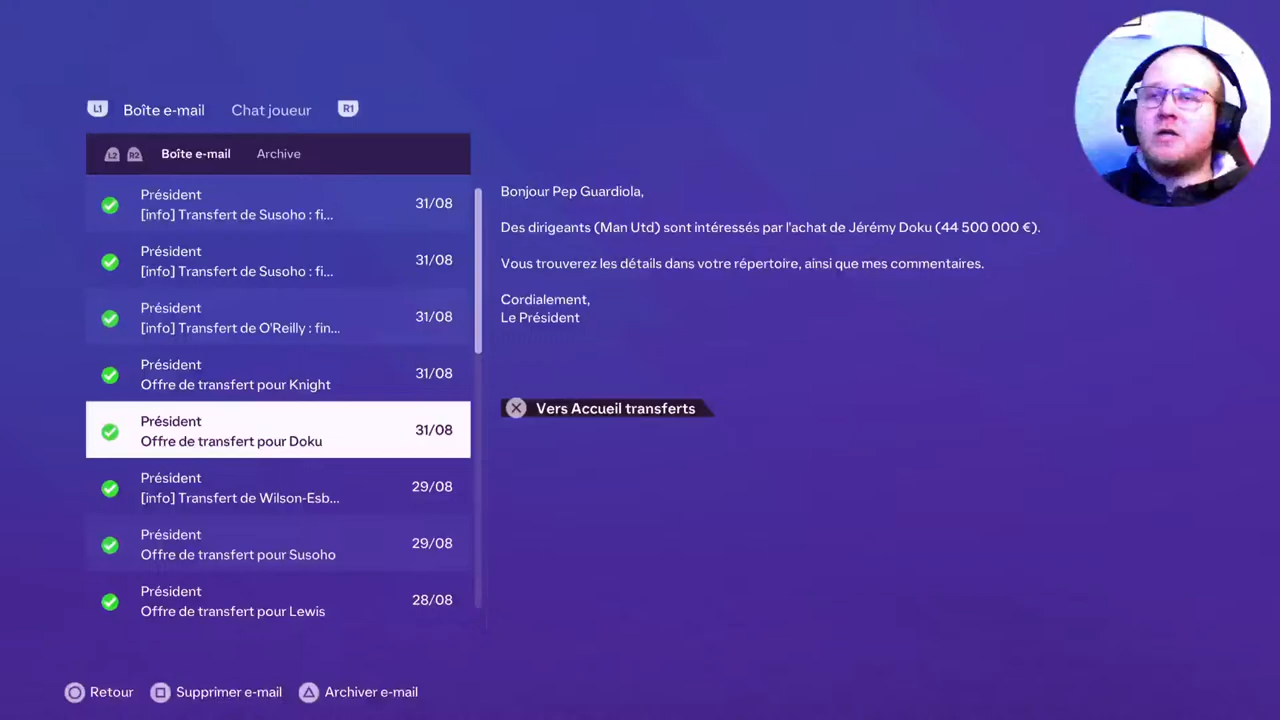 L1 Boîte e-mail Chat joueur R1
L2 R2 Boîte e-mail Archive
Président
[info] Transfert de Susoho : fi...
31/08
Président
[info] Transfert de Susoho : fi...
31/08
Président
[info] Transfert de O'Reilly : fin...
31/08
Président
Offre de transfert pour Knight
31/08
Président
Offre de transfert pour Doku
31/08
Président
[info] Transfert de Wilson-Esb...
29/08
Président
Offre de transfert pour Susoho
29/08
Président
Offre de transfert pour Lewis
28/08
Bonjour Pep Guardiola,
Des dirigeants (Man Utd) sont intéressés par l'achat de Jérémy Doku (44 500 000 €).
Vous trouverez les détails dans votre répertoire, ainsi que mes commentaires.
Cordialement,
Le Président
Vers Accueil transferts
Retour Supprimer e-mail Archiver e-mail